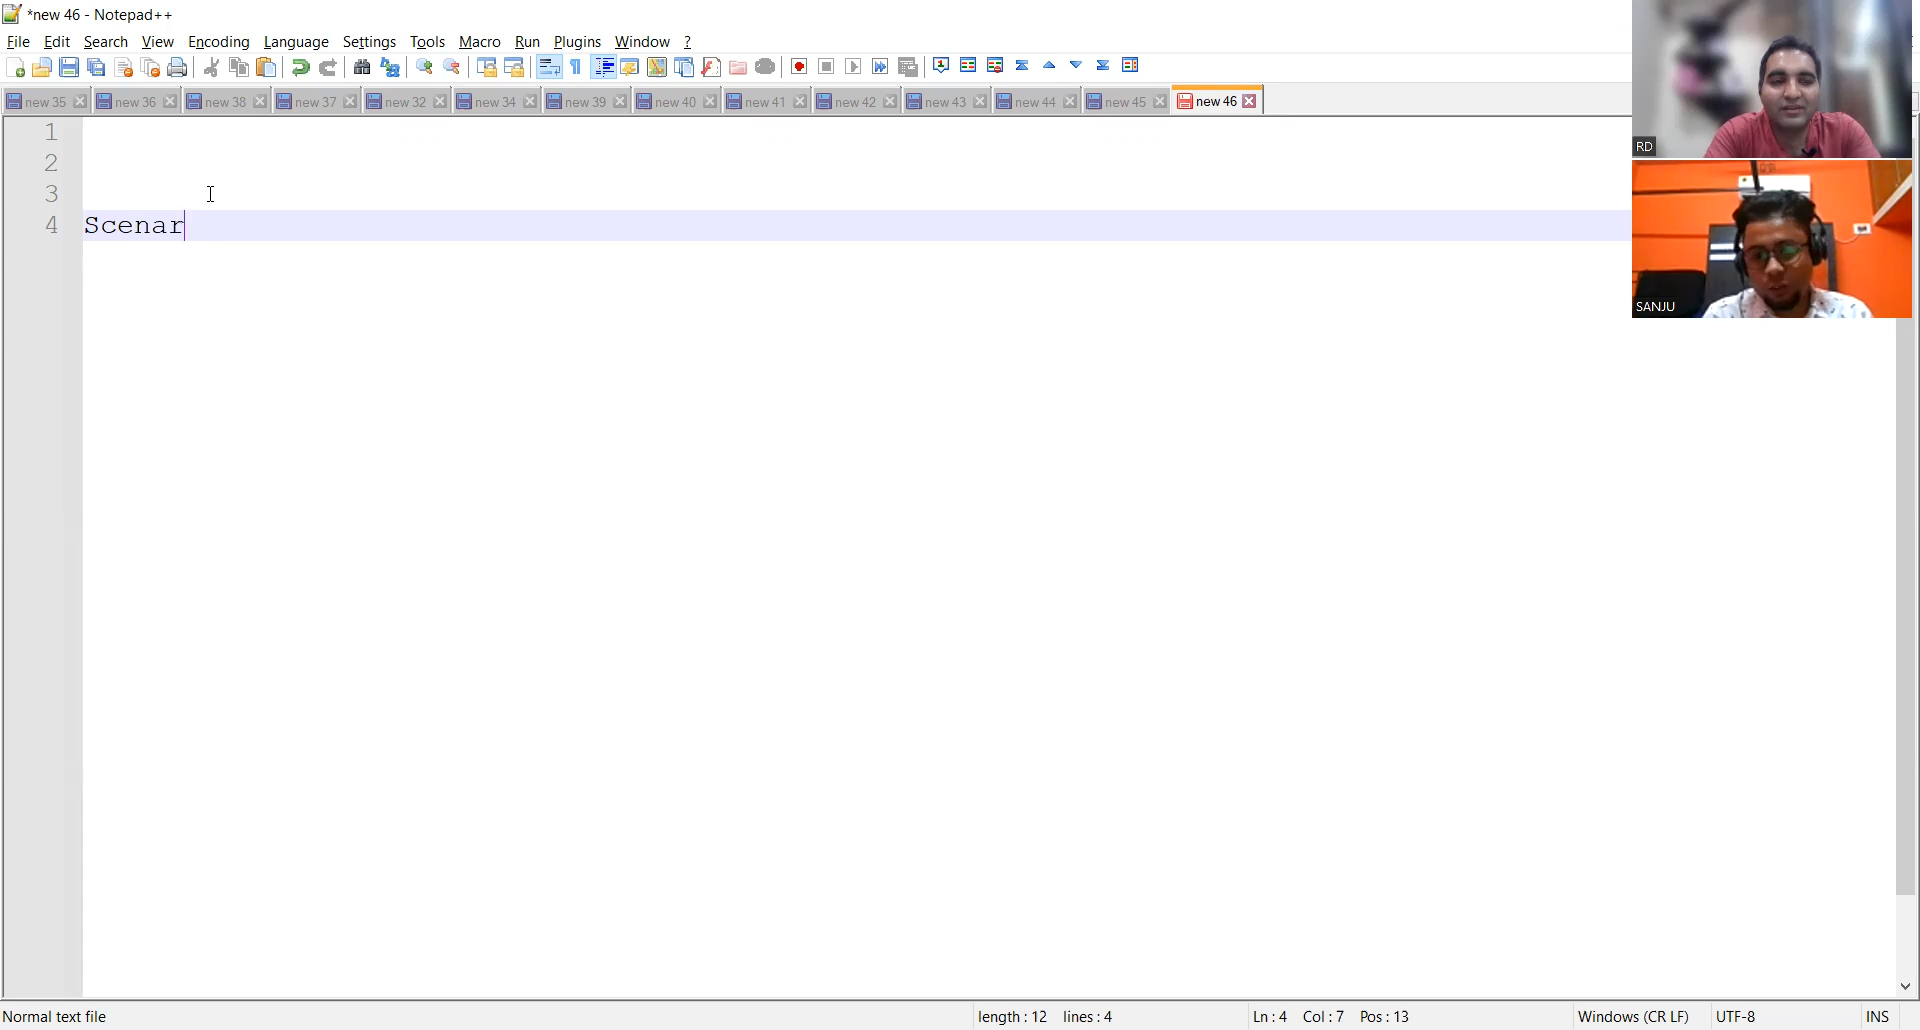 *new 46 - Notepad++
File Edit Search View Encoding Language Settings Tools Macro Run Plugins Window ?
new 35 new 36 new 38 new 37 new 32 new 34 new 39 new 40 new 41 new 42 new 43 new 44 new 45 new 46
RD
1
2
3
4 Scenar
SANJU
Normal text file length : 12 lines : 4 Ln : 4 Col : 7 Pos : 13 Windows (CR LF) UTF-8 INS